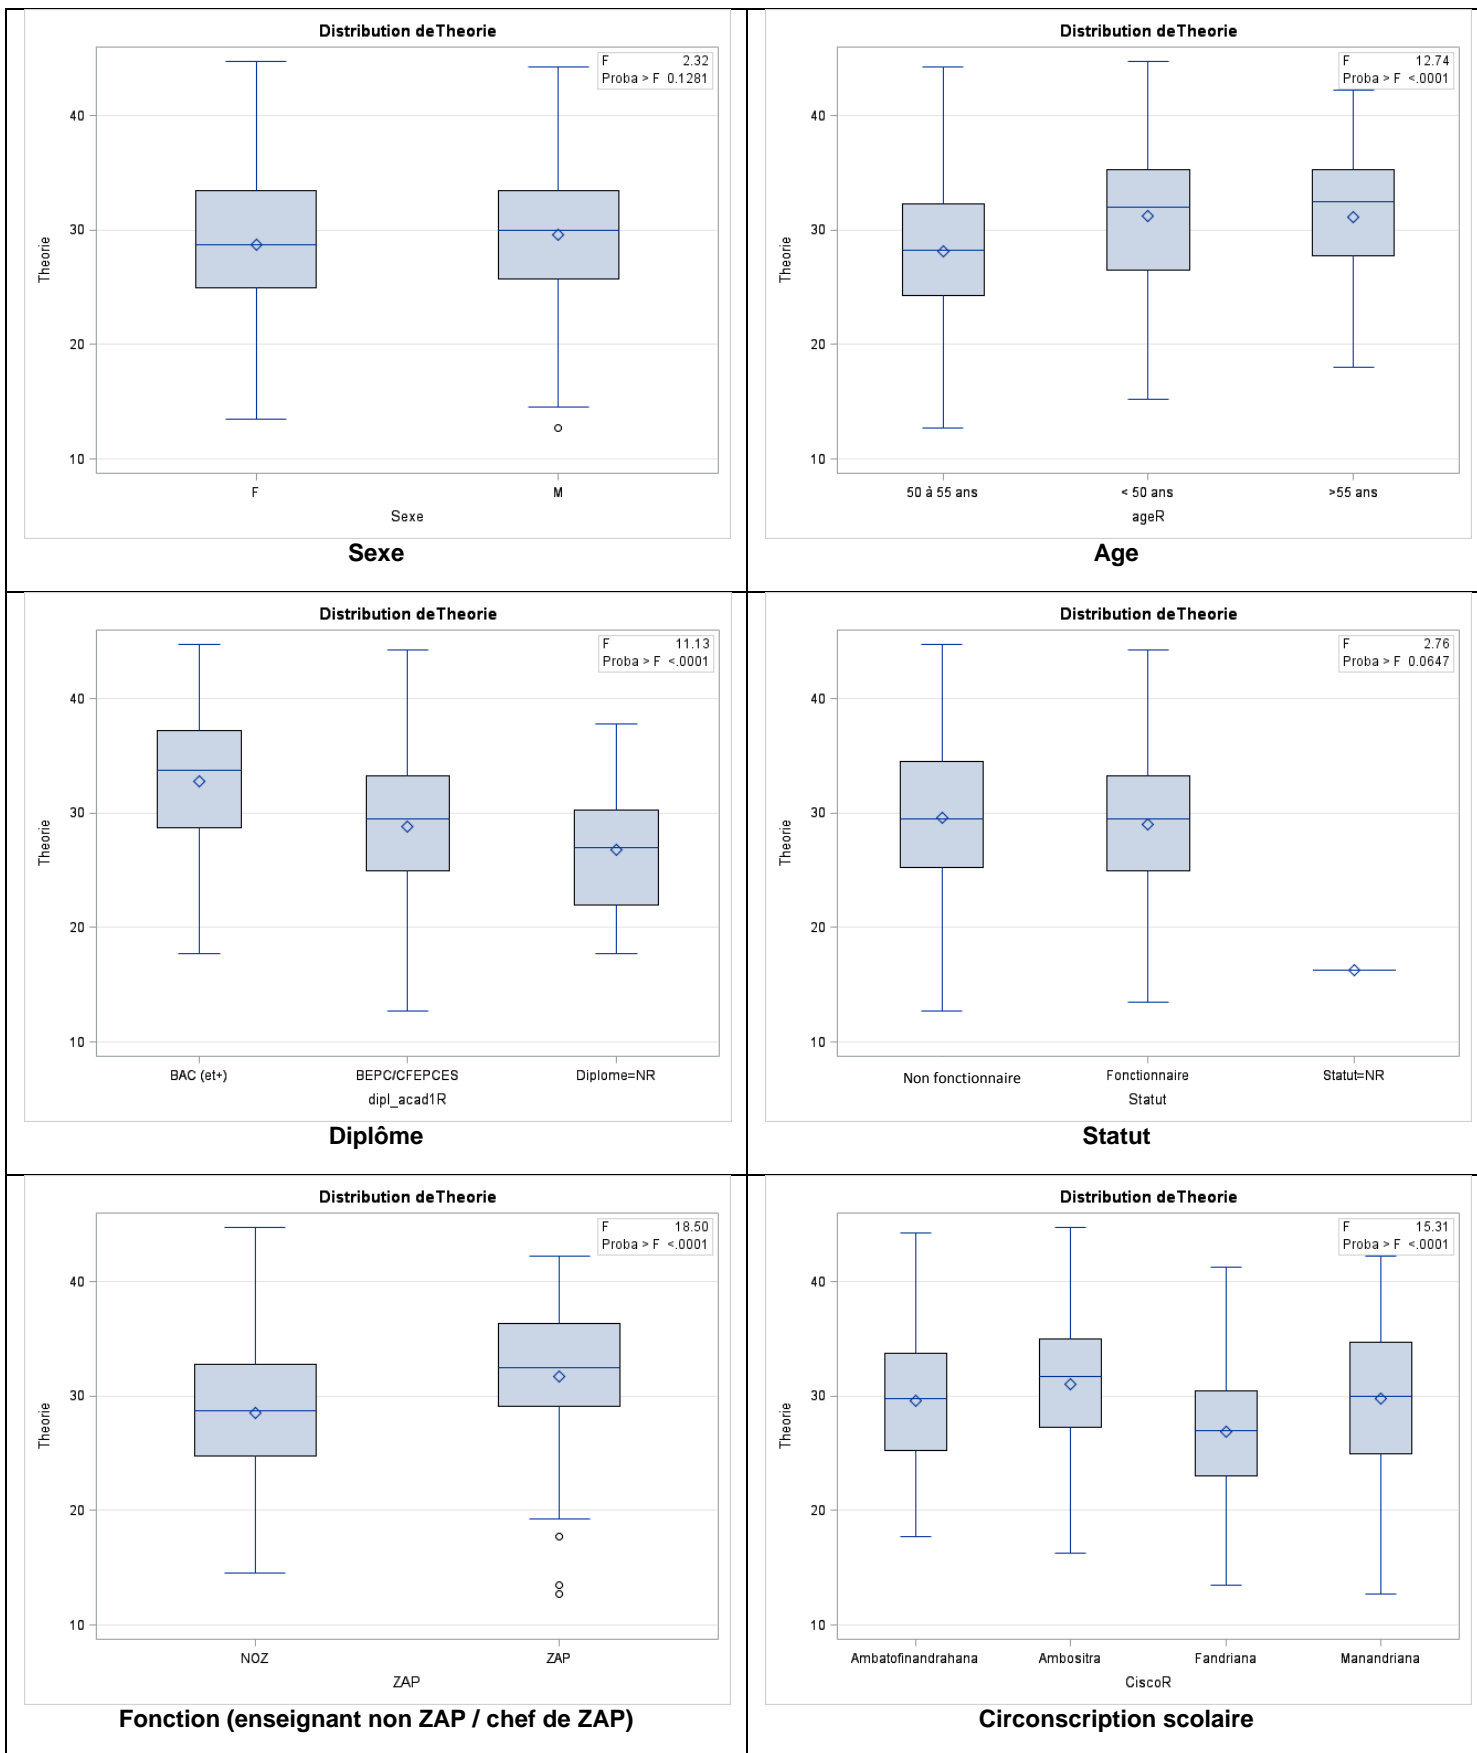 Distribution deTheorie
F 2.32
Proba > F 0.1281
40
30
20
10
Theorie
F M
Sexe
Sexe
Distribution deTheorie
F 12.74
Proba > F <.0001
40
30
20
10
Theorie
50 à 55 ans < 50 ans >55 ans
ageR
Age
Distribution deTheorie
F 11.13
Proba > F <.0001
40
30
20
10
Theorie
BAC (et+) BEPC/CFEPCES Diplome=NR
dipl_acad1R
Diplôme
Distribution deTheorie
F 2.76
Proba > F 0.0647
40
30
20
10
Theorie
Non fonctionnaire Fonctionnaire Statut=NR
Statut
Statut
Distribution deTheorie
F 18.50
Proba > F <.0001
40
30
20
10
Theorie
NOZ ZAP
ZAP
Fonction (enseignant non ZAP / chef de ZAP)
Distribution deTheorie
F 15.31
Proba > F <.0001
40
30
20
10
Theorie
Ambatofinandrahana Ambositra Fandriana Manandriana
CiscoR
Circonscription scolaire